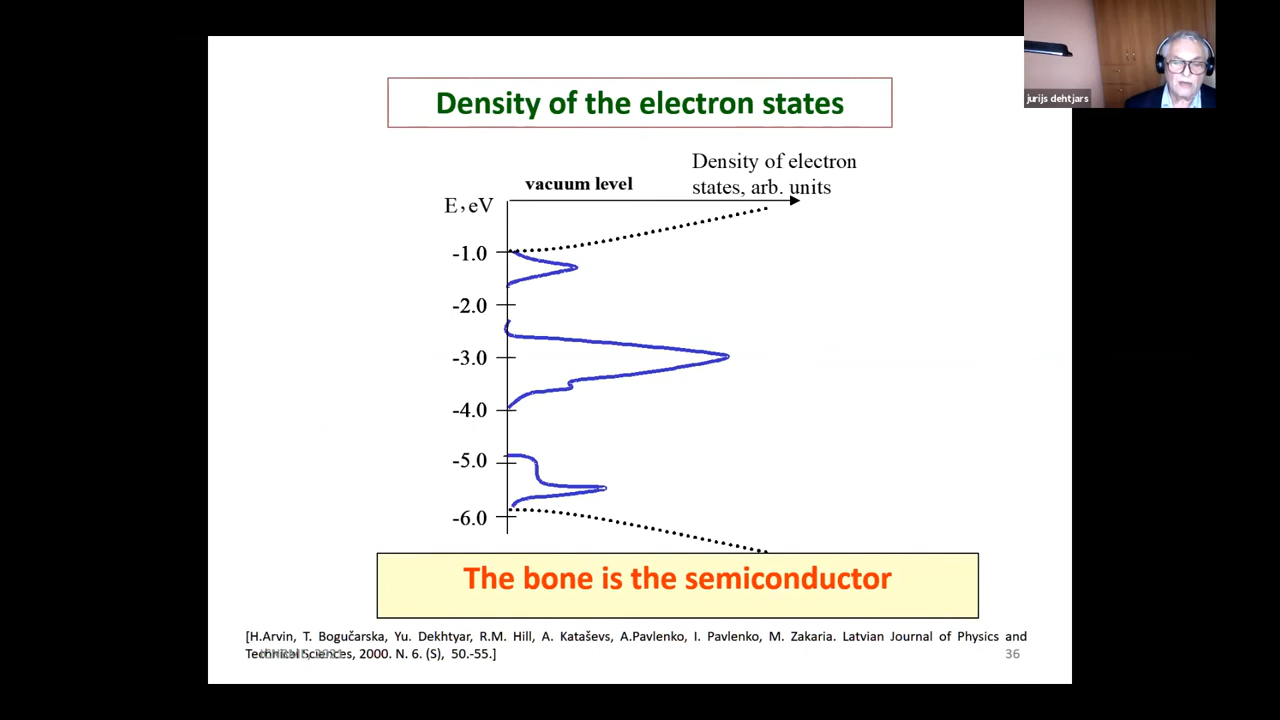 jurijs dehtjars
Density of the electron states
Density of electron
states, arb. units
vacuum level
E, eV
-1.0
-2.0
-3.0
-4.0
-5.0
-6.0
The bone is the semiconductor
[H.Arvin, T. Bogučarska, Yu. Dekhtyar, R.M. Hill, A. Kataševs, A.Pavlenko, I. Pavlenko, M. Zakaria. Latvian Journal of Physics and
Technical Sciences, 2000. N. 6. (S), 50.-55.]
36